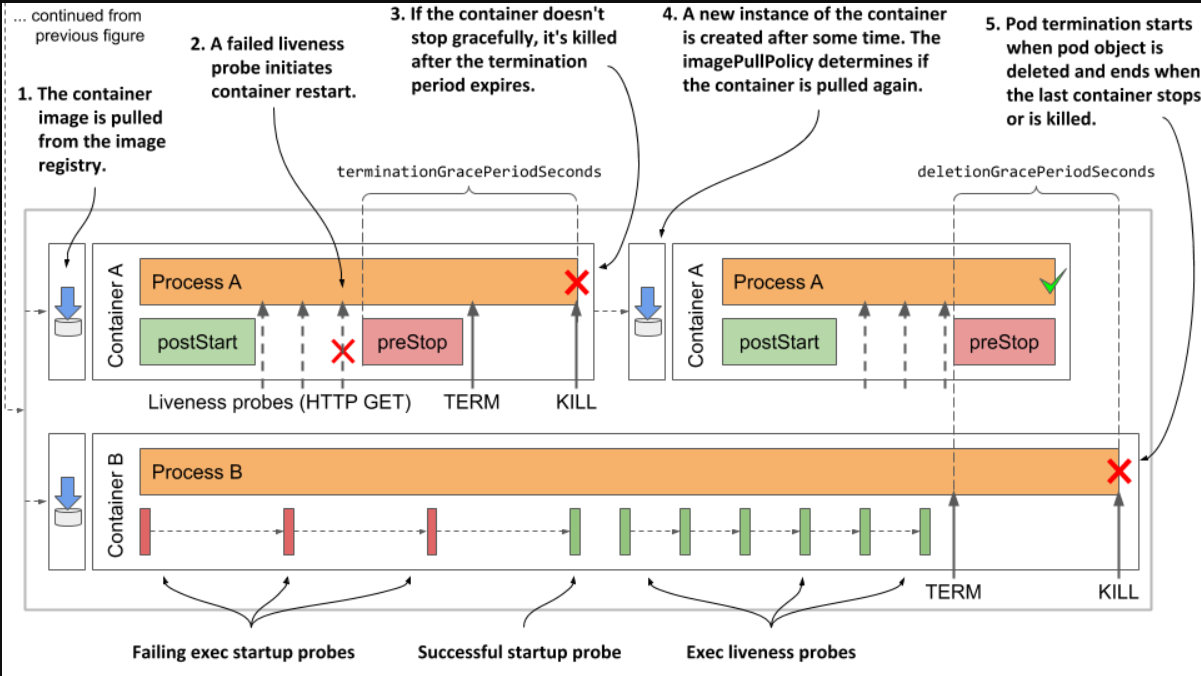 ... continued from
previous figure
1. The container
image is pulled
from the image
registry.
2. A failed liveness
probe initiates
container restart.
3. If the container doesn't
stop gracefully, it's killed
after the termination
period expires.
4. A new instance of the container
is created after some time. The
imagePullPolicy determines if
the container is pulled again.
5. Pod termination starts
when pod object is
deleted and ends when
the last container stops
or is killed.
terminationGracePeriodSeconds
deletionGracePeriodSeconds
Container A
Process A
postStart
preStop
Liveness probes (HTTP GET)
TERM
KILL
Container A
Process A
postStart
preStop
Container B
Process B
TERM
KILL
Failing exec startup probes
Successful startup probe
Exec liveness probes